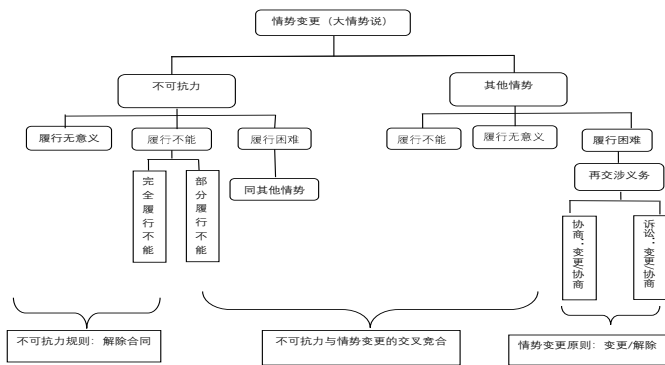 情势变更（大情势说）
不可抗力
其他情势
履行无意义
履行不能
履行困难
履行不能
履行无意义
履行困难
完全履行不能
部分履行不能
同其他情势
再交涉义务
协商：变更/协商
诉讼：变更/协商
不可抗力规则：解除合同
不可抗力与情势变更的交叉竞合
情势变更原则：变更/解除